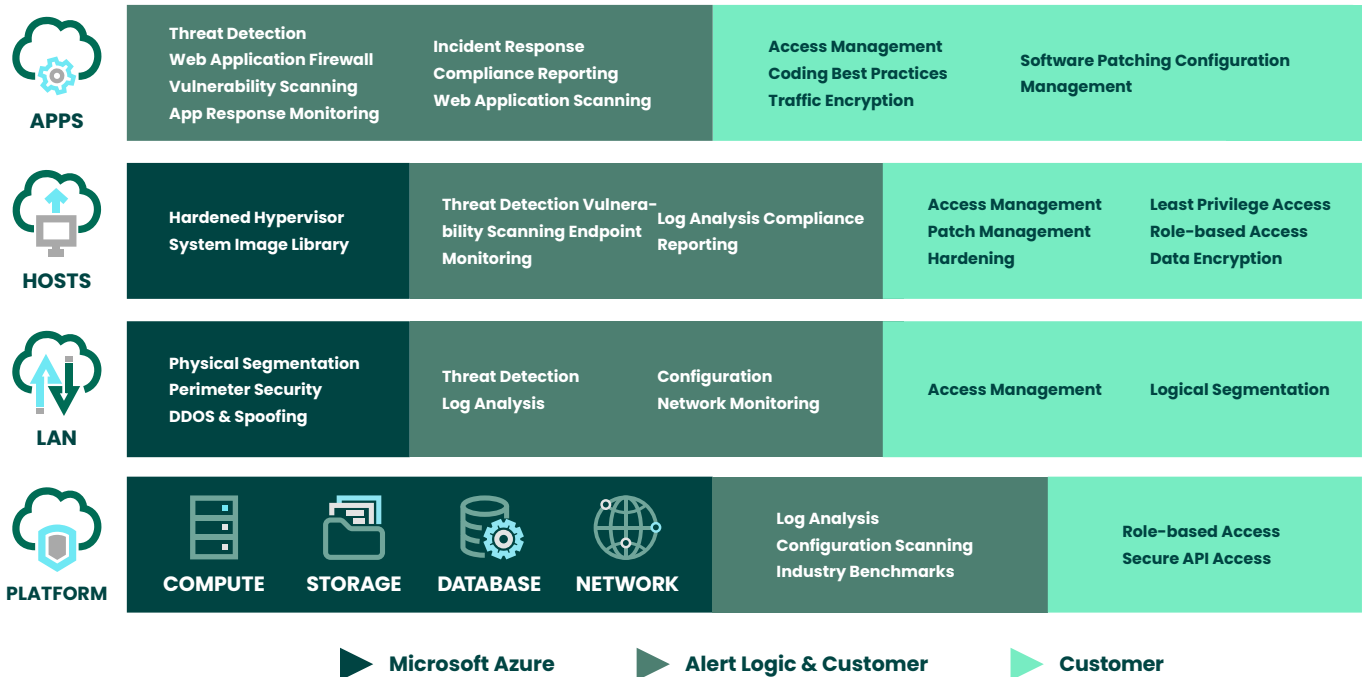 APPS
Threat Detection
Web Application Firewall
Vulnerability Scanning
App Response Monitoring
Incident Response
Compliance Reporting
Web Application Scanning
Access Management
Coding Best Practices
Traffic Encryption
Software Patching Configuration
Management
HOSTS
Hardened Hypervisor
System Image Library
Threat Detection Vulnera-
bility Scanning Endpoint
Monitoring
Log Analysis Compliance
Reporting
Access Management
Patch Management
Hardening
Least Privilege Access
Role-based Access
Data Encryption
LAN
Physical Segmentation
Perimeter Security
DDOS & Spoofing
Threat Detection
Log Analysis
Configuration
Network Monitoring
Access Management
Logical Segmentation
PLATFORM
COMPUTE
STORAGE
DATABASE
NETWORK
Log Analysis
Configuration Scanning
Industry Benchmarks
Role-based Access
Secure API Access
Microsoft Azure
Alert Logic & Customer
Customer